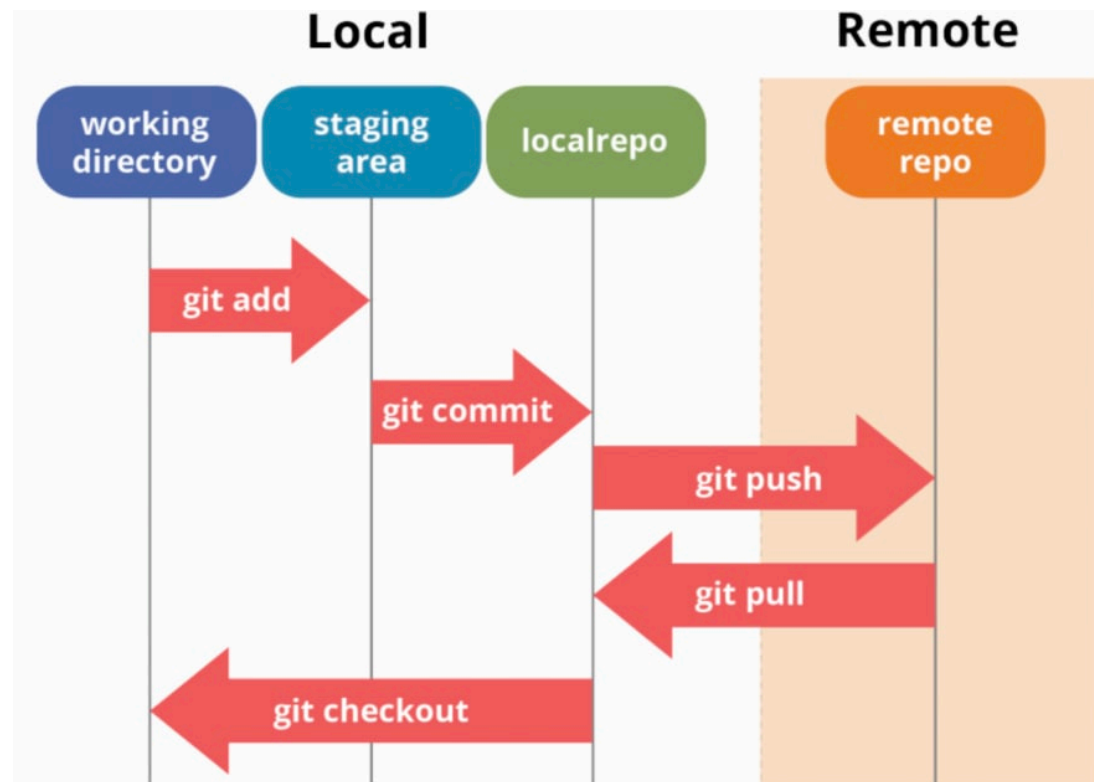 Local
Remote
working
directory
staging
area
localrepo
remote
repo
git add
git commit
git push
git pull
git checkout